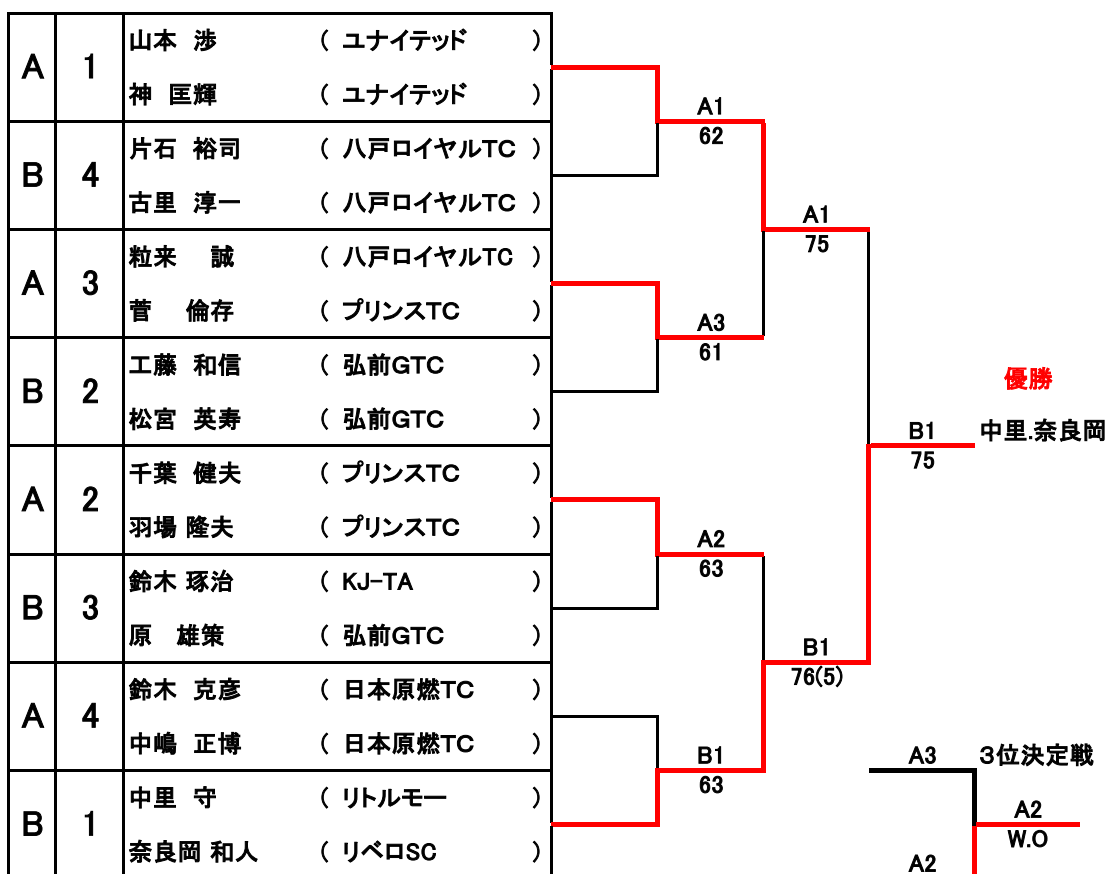 A 1
山本 渉 ( ユナイテッド )
神 匡輝 ( ユナイテッド )
A1
62
B 4
片石 裕司 ( 八戸ロイヤルTC )
古里 淳一 ( 八戸ロイヤルTC )
A1
75
A 3
粒来 誠 ( 八戸ロイヤルTC )
菅 倫存 ( プリンスTC )
A3
61
B 2
工藤 和信 ( 弘前GTC )
松宮 英寿 ( 弘前GTC )
優勝
B1 中里.奈良岡
75
A 2
千葉 健夫 ( プリンスTC )
羽場 隆夫 ( プリンスTC )
A2
63
B 3
鈴木 琢治 ( KJ-TA )
原 雄策 ( 弘前GTC )
B1
76(5)
A 4
鈴木 克彦 ( 日本原燃TC )
中嶋 正博 ( 日本原燃TC )
B1
63
A3 3位決定戦
B 1
中里 守 ( リトルモー )
奈良岡 和人 ( リベロSC )
A2
W.O
A2